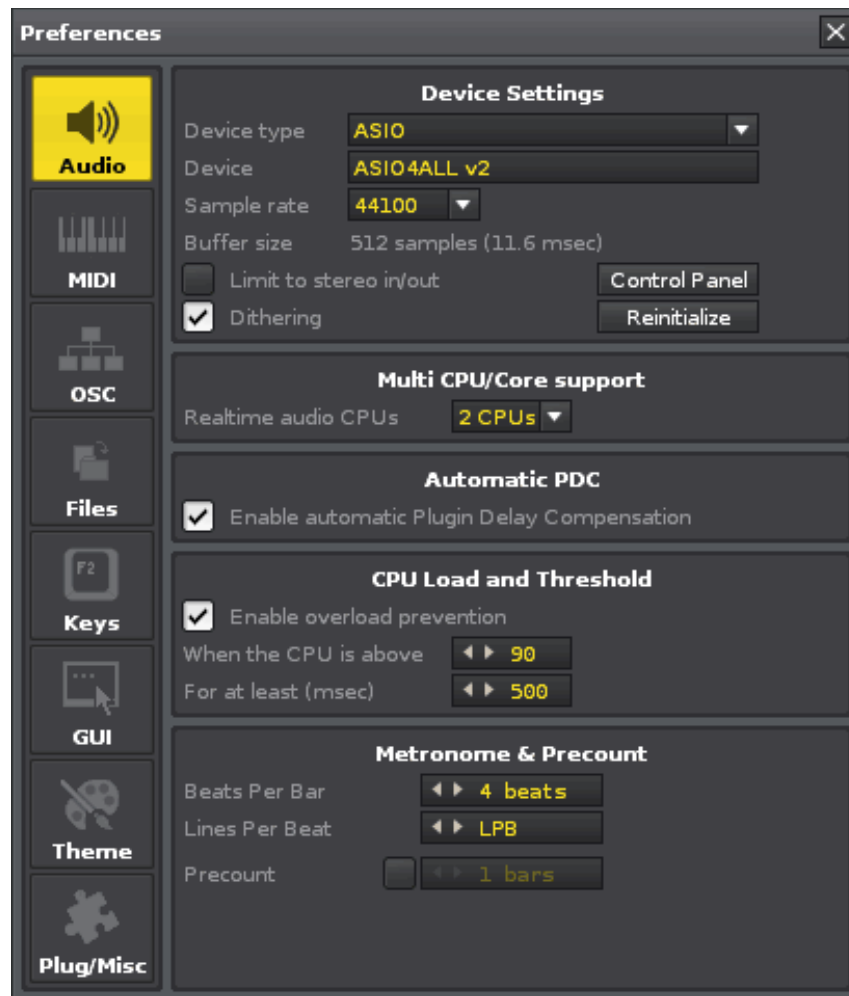 Preferences
Audio
MIDI
OSC
Files
F2
Keys
GUI
Theme
Plug/Misc
Device Settings
Device type ASIO
Device ASIO4ALL v2
Sample rate 44100
Buffer size 512 samples (11.6 msec)
Limit to stereo in/out Control Panel
Dithering Reinitialize
Multi CPU/Core support
Realtime audio CPUs 2 CPUs
Automatic PDC
Enable automatic Plugin Delay Compensation
CPU Load and Threshold
Enable overload prevention
When the CPU is above 90
For at least (msec) 500
Metronome & Precount
Beats Per Bar 4 beats
Lines Per Beat LPB
Precount 1 bars